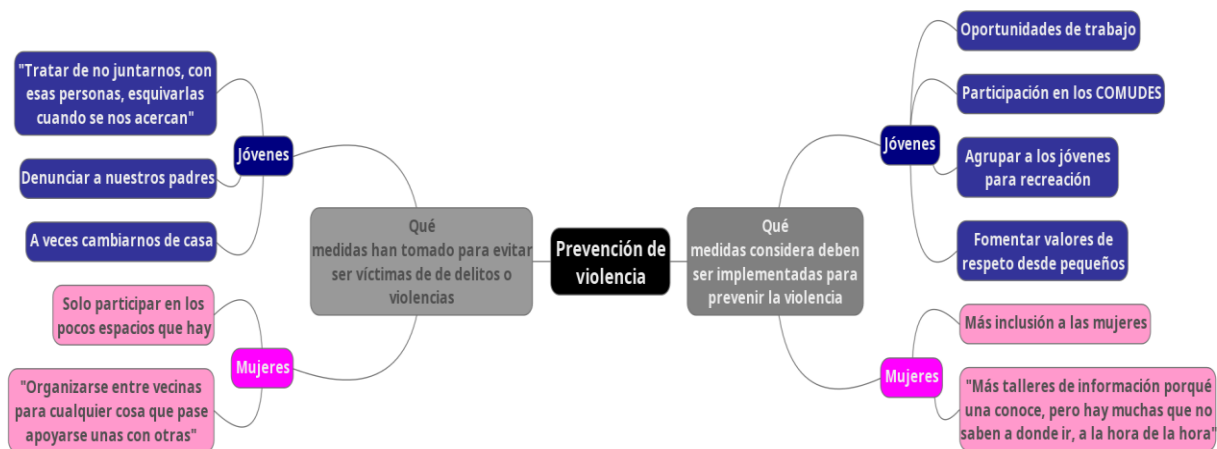 Prevención de
violencia
Qué
medidas han tomado para evitar
ser víctimas de de delitos o
violencias
Jóvenes
"Tratar de no juntarnos, con
esas personas, esquivarlas
cuando se nos acercan"
Denunciar a nuestros padres
A veces cambiarnos de casa
Mujeres
Solo participar en los
pocos espacios que hay
"Organizarse entre vecinas
para cualquier cosa que pase
apoyarse unas con otras"
Qué
medidas considera deben
ser implementadas para
prevenir la violencia
Jóvenes
Oportunidades de trabajo
Participación en los COMUDES
Agrupar a los jóvenes
para recreación
Fomentar valores de
respeto desde pequeños
Mujeres
Más inclusión a las mujeres
"Más talleres de información porqué
una conoce, pero hay muchas que no
saben a donde ir, a la hora de la hora"